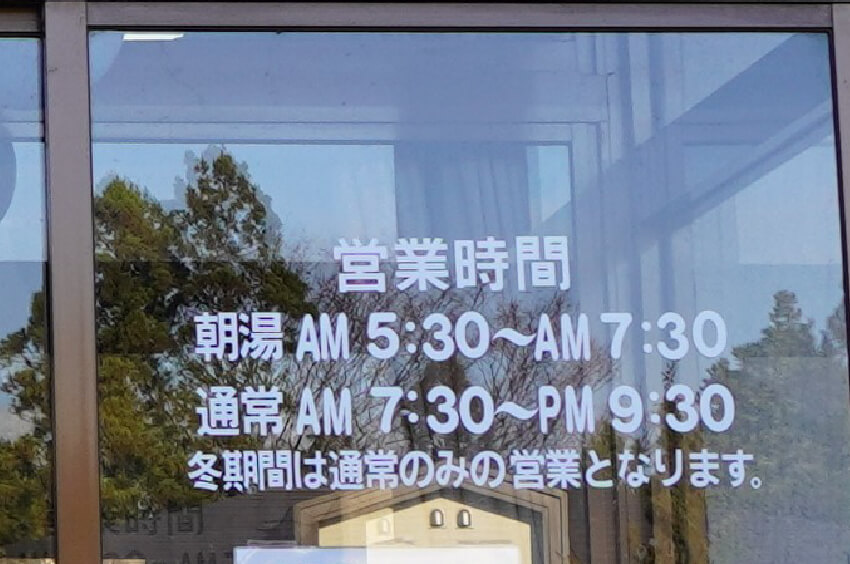 営業時間
朝湯 AM 5:30〜AM 7:30
通常 AM 7:30〜PM 9:30
冬期間は通常のみの営業となります。